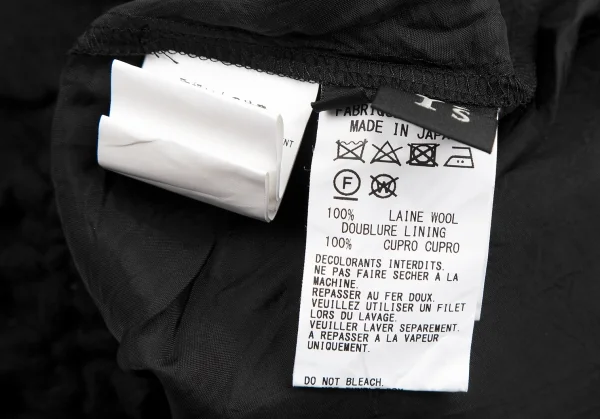 Y's
NT
MADE IN JAPA
F
W
100% LAINE WOOL
DOUBLURE LINING
100% CUPRO CUPRO
DECOLORANTS INTERDITS.
NE PAS FAIRE SECHER A LA
MACHINE.
REPASSER AU FER DOUX.
VEUILLEZ UTILISER UN FILET
LORS DU LAVAGE.
VEUILLER LAVER SEPAREMENT.
A REPASSER A LA VAPEUR
UNIQUEMENT.
DO NOT BLEACH.